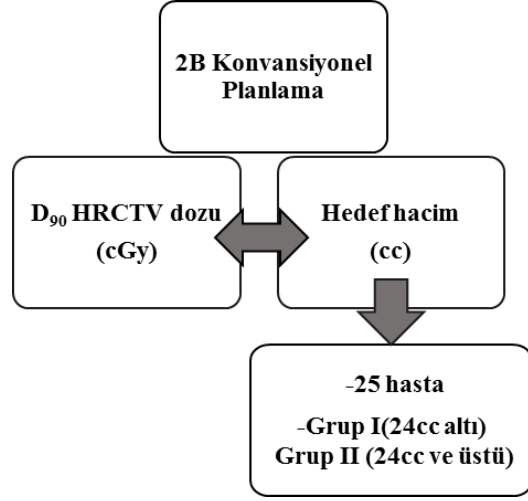 2B Konvansiyonel
Planlama
D₉₀ HRCTV dozu
(cGy)
Hedef hacim
(cc)
-25 hasta
-Grup I(24cc altı)
Grup II (24cc ve üstü)